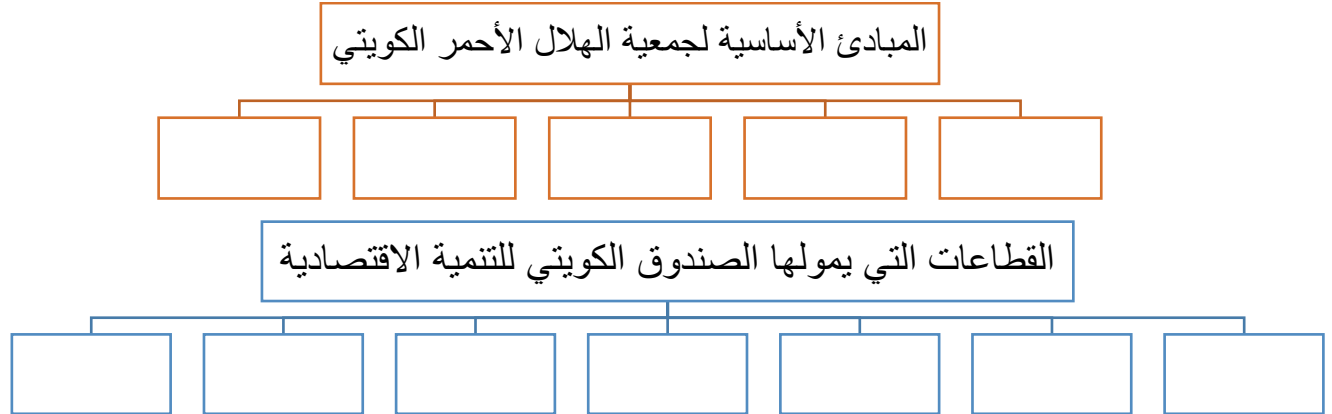 المبادئ الأساسية لجمعية الهلال الأحمر الكويتي
القطاعات التي يمولها الصندوق الكويتي للتنمية الاقتصادية